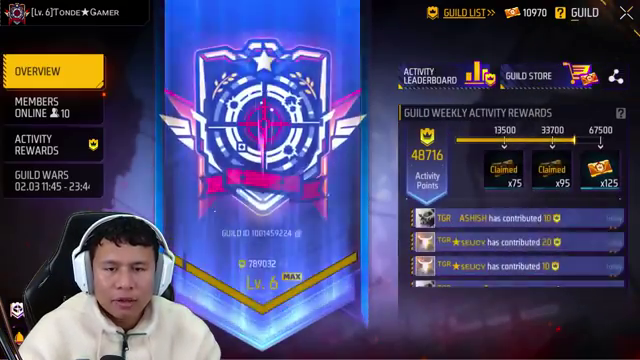 [Lv. 6]Tonde★Gamer
GUILD LIST>>
10970
? GUILD
OVERVIEW
MEMBERS
ONLINE 10
ACTIVITY
REWARDS
GUILD WARS
02.03 11:45 - 23:4
GUILD ID 1001459224
789032
Lv. 6 MAX
ACTIVITY
LEADERBOARD
GUILD STORE
GUILD WEEKLY ACTIVITY REWARDS ?
13500 33700 67500
48716
Activity
Points
Claimed
x75
Claimed
x95
x125
TGR ASHISH has contributed 10
TGR ★SEUCY has contributed 20
TGR ★SEUCY has contributed 10